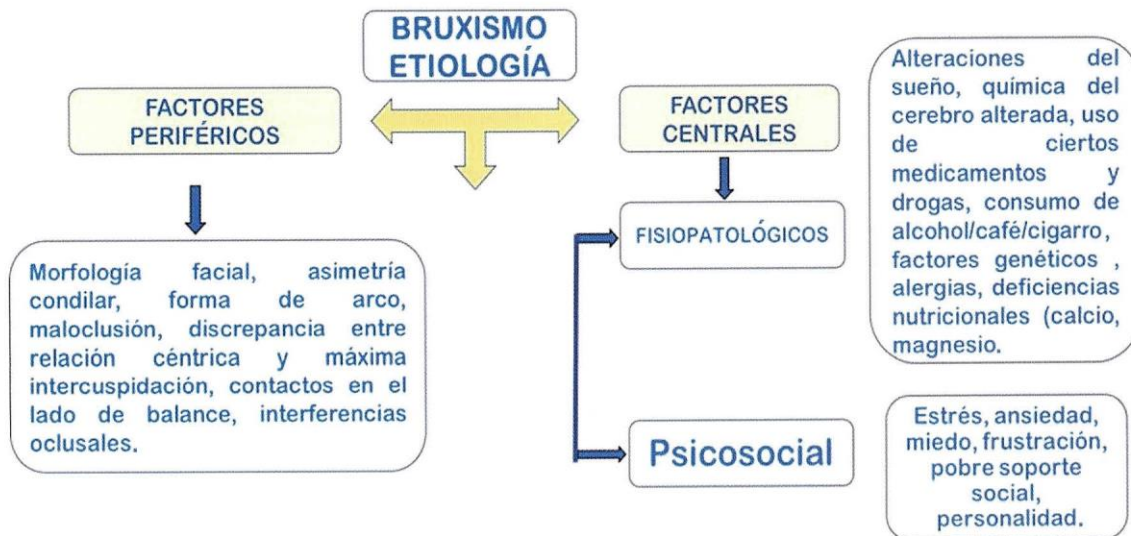 BRUXISMO
ETIOLOGÍA
FACTORES
PERIFÉRICOS
Morfología facial, asimetría
condilar, forma de arco,
maloclusión, discrepancia entre
relación céntrica y máxima
intercuspidación, contactos en el
lado de balance, interferencias
oclusales.
FACTORES
CENTRALES
FISIOPATOLÓGICOS
Alteraciones del
sueño, química del
cerebro alterada, uso
de ciertos
medicamentos y
drogas, consumo de
alcohol/café/cigarro,
factores genéticos ,
alergias, deficiencias
nutricionales (calcio,
magnesio.
Psicosocial
Estrés, ansiedad,
miedo, frustración,
pobre soporte
social,
personalidad.